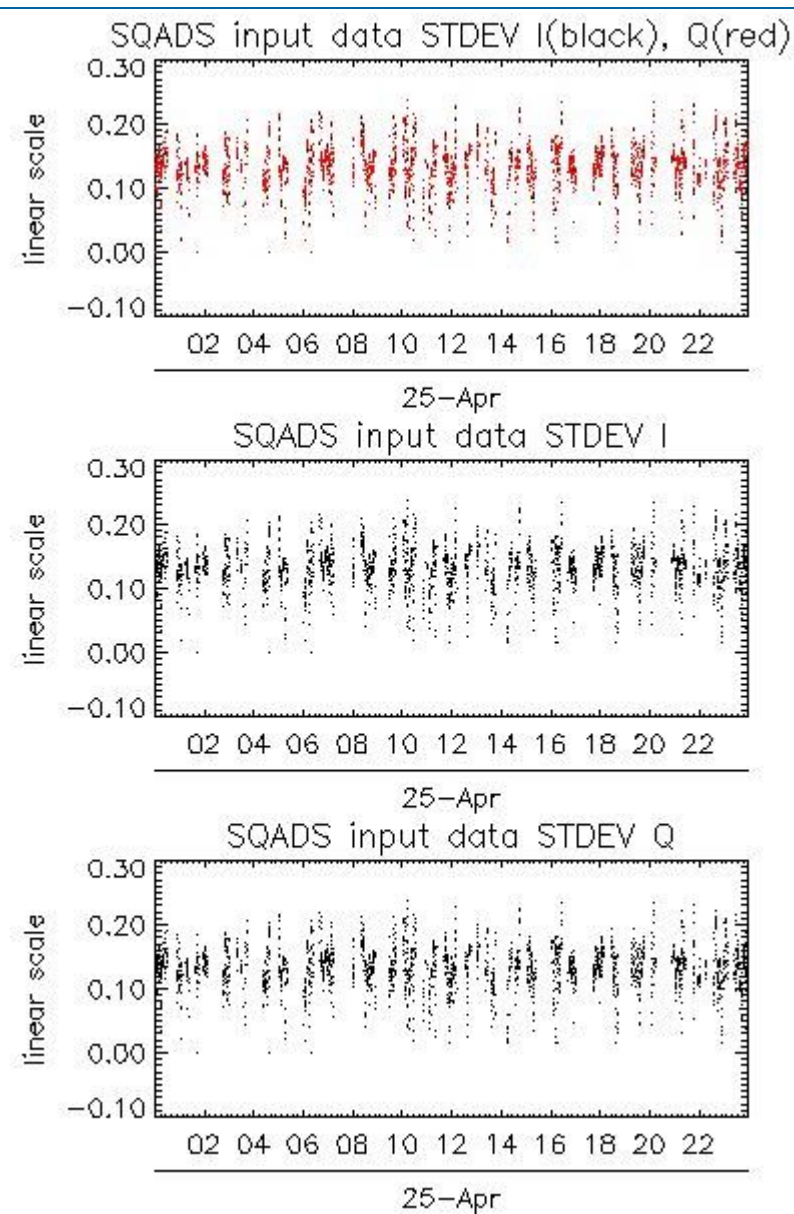 SQADS input data STDEV I(black), Q(red)
0.30
0.20
0.10
0.00
-0.10
linear scale
02 04 06 08 10 12 14 16 18 20 22
25-Apr
SQADS input data STDEV I
0.30
0.20
0.10
0.00
-0.10
linear scale
02 04 06 08 10 12 14 16 18 20 22
25-Apr
SQADS input data STDEV Q
0.30
0.20
0.10
0.00
-0.10
linear scale
02 04 06 08 10 12 14 16 18 20 22
25-Apr